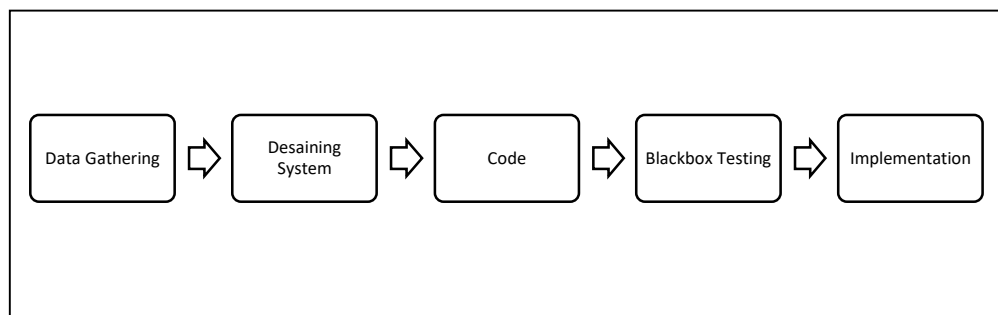 Data Gathering
Desaining
System
Code
Blackbox Testing
Implementation